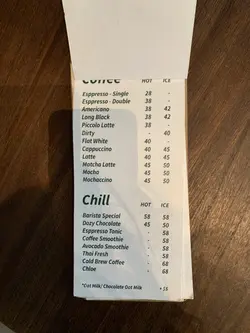 Coffee HOT ICE
Esppresso - Single 28 -
Esppresso - Double 38 -
Americano 38 42
Long Black 38 42
Piccolo Latte 38 -
Dirty - 40
Flat White 40 -
Cappuccino 40 45
Latte 40 45
Matcha Latte 45 50
Mocha 45 50
Mochaccino 45 50
Chill HOT ICE
Barista Special 58 58
Dozy Chocolate 45 50
Espresso Tonic - 58
Coffee Smoothie - 58
Avocado Smoothie - 58
Thai Fresh - 58
Cold Brew Coffee - 68
Chloe - 68
*Oat Milk/ Chocolate Oat Milk + 15